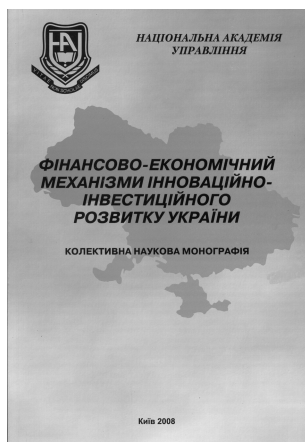 НАЦІОНАЛЬНА АКАДЕМІЯ
УПРАВЛІННЯ
ФІНАНСОВО-ЕКОНОМІЧНИЙ
МЕХАНІЗМИ ІННОВАЦІЙНО-
ІНВЕСТИЦІЙНОГО
РОЗВИТКУ УКРАЇНИ
КОЛЕКТИВНА НАУКОВА МОНОГРАФІЯ
Київ 2008